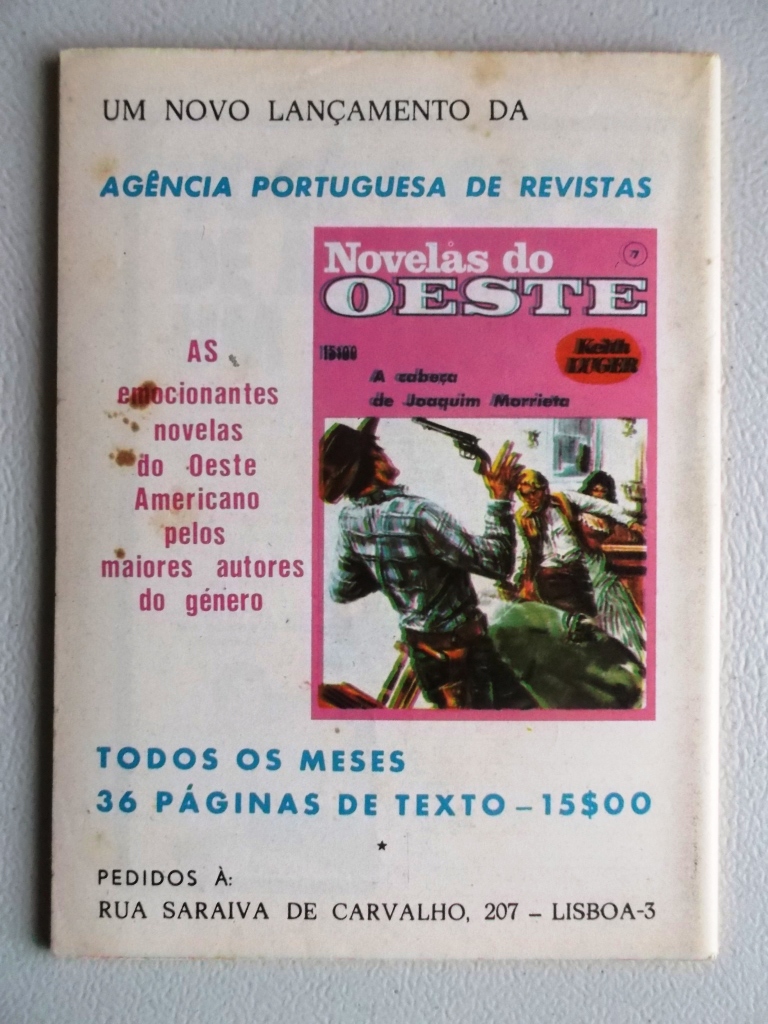 UM NOVO LANÇAMENTO DA
AGÊNCIA PORTUGUESA DE REVISTAS
Novelas do
7
OESTE
15$00
Keith
LUGER
A cabeça
de Joaquim Morrieta
AS
emocionantes
novelas
do Oeste
Americano
pelos
maiores autores
do género
TODOS OS MESES
36 PÁGINAS DE TEXTO – 15$00
PEDIDOS À:
RUA SARAIVA DE CARVALHO, 207 – LISBOA-3